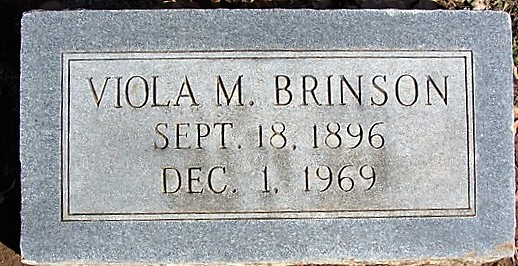 VIOLA M. BRINSON
SEPT. 18, 1896
DEC. 1, 1969